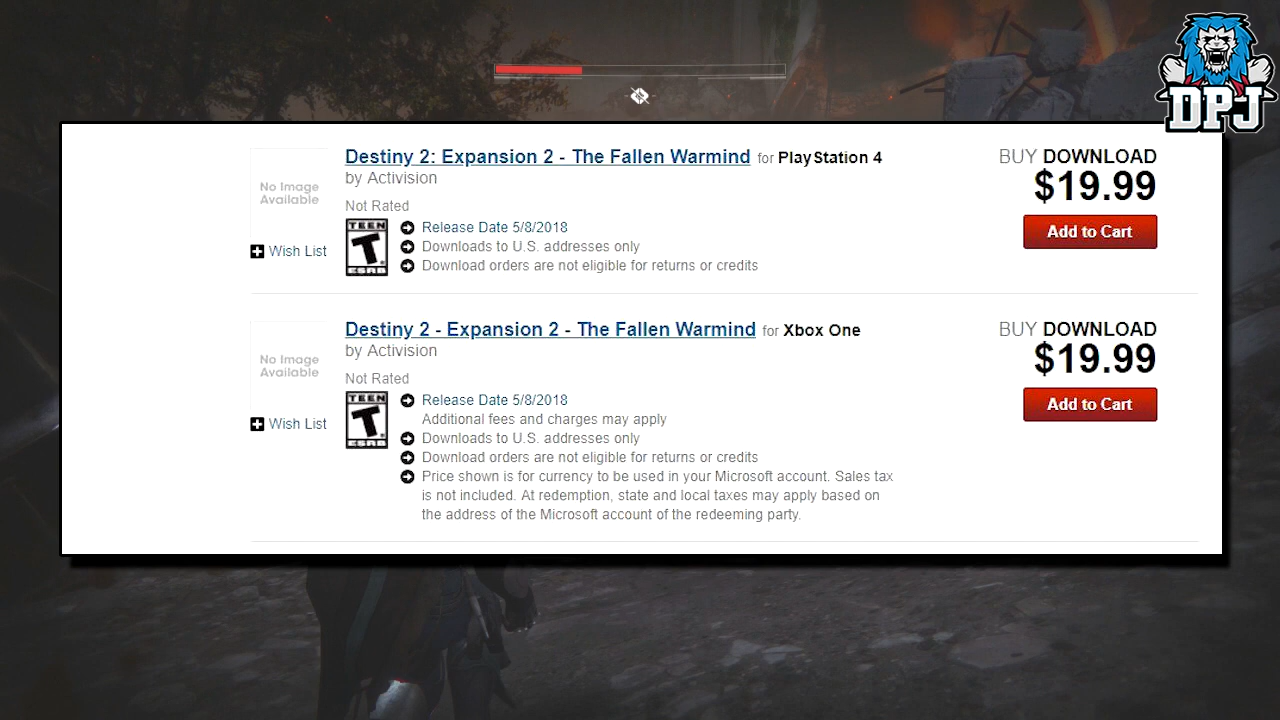 DPJ
Destiny 2: Expansion 2 - The Fallen Warmind for PlayStation 4
by Activision
No Image
Available
Not Rated
TEEN
T
ESRB
Wish List
Release Date 5/8/2018
Downloads to U.S. addresses only
Download orders are not eligible for returns or credits
BUY DOWNLOAD
$19.99
Add to Cart
Destiny 2 - Expansion 2 - The Fallen Warmind for Xbox One
by Activision
No Image
Available
Not Rated
TEEN
T
ESRB
Wish List
Release Date 5/8/2018
Additional fees and charges may apply
Downloads to U.S. addresses only
Download orders are not eligible for returns or credits
Price shown is for currency to be used in your Microsoft account. Sales tax
is not included. At redemption, state and local taxes may apply based on
the address of the Microsoft account of the redeeming party.
BUY DOWNLOAD
$19.99
Add to Cart